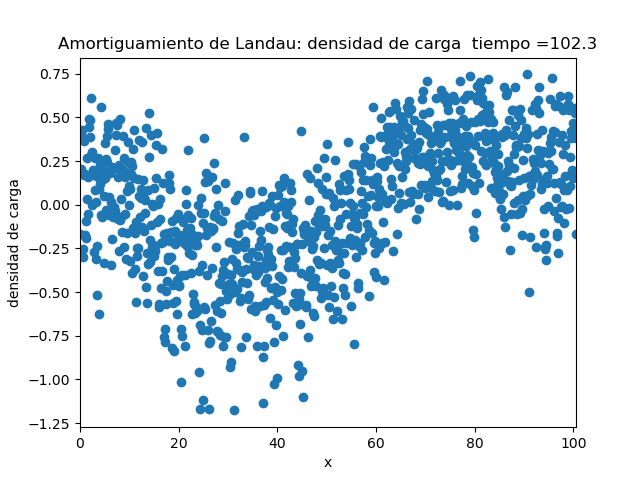 Amortiguamiento de Landau: densidad de carga  tiempo =102.3
densidad de carga
0.75
0.50
0.25
0.00
−0.25
−0.50
−0.75
−1.00
−1.25
0 20 40 60 80 100
x